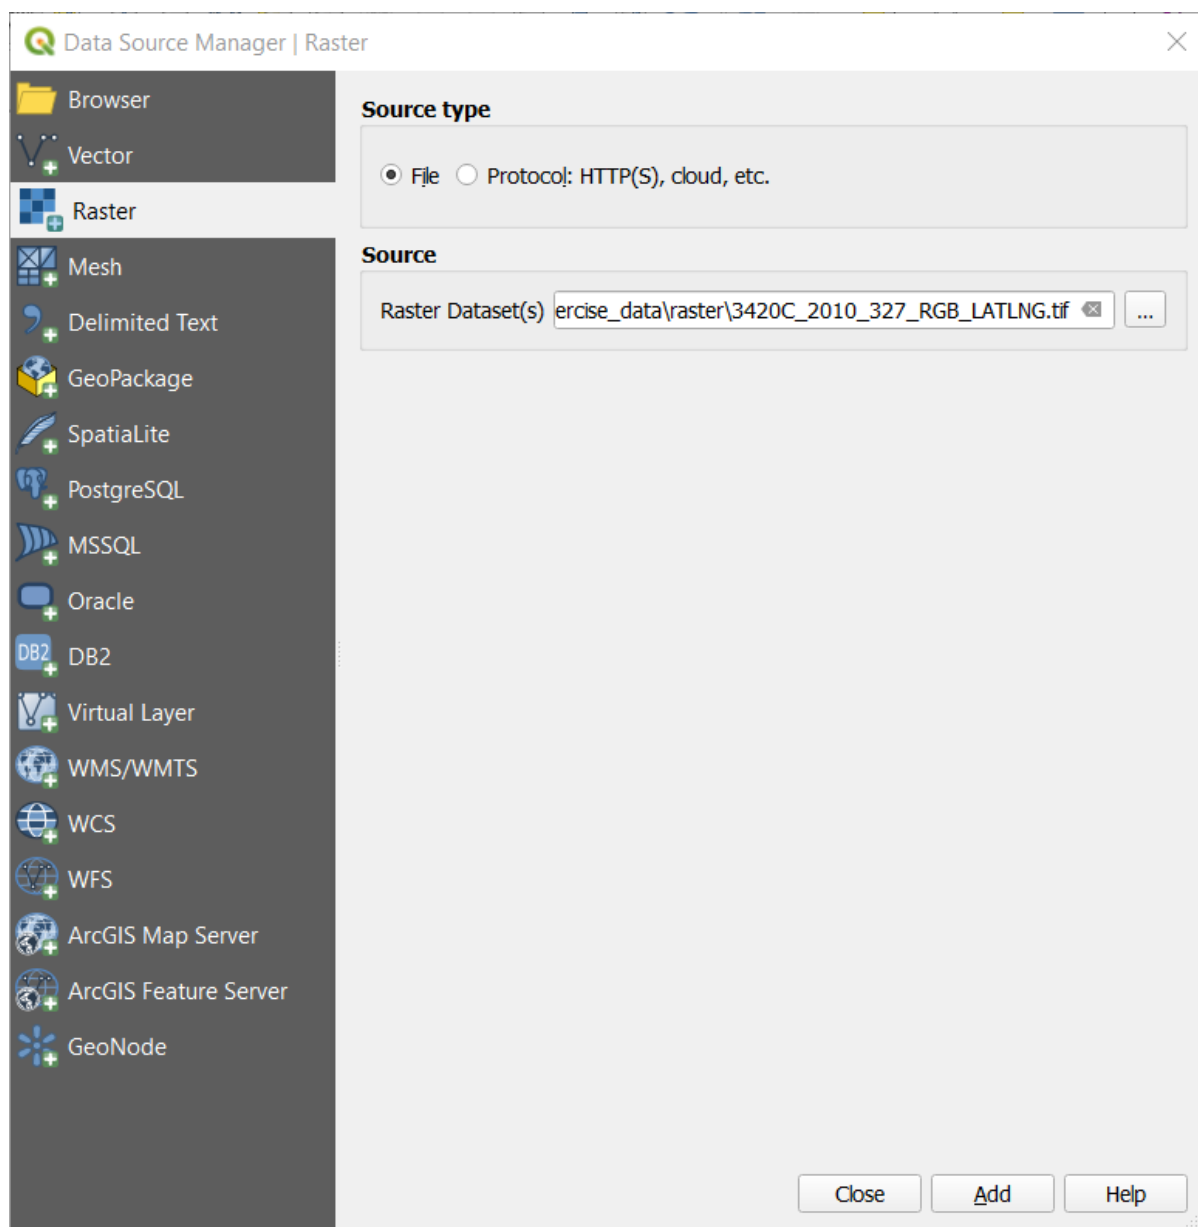 Data Source Manager | Raster
Browser
Vector
Raster
Mesh
Delimited Text
GeoPackage
SpatiaLite
PostgreSQL
MSSQL
Oracle
DB2
DB2
Virtual Layer
WMS/WMTS
WCS
WFS
ArcGIS Map Server
ArcGIS Feature Server
GeoNode
Source type
File Protocol: HTTP(S), cloud, etc.
Source
Raster Dataset(s) ercise_data\raster\3420C_2010_327_RGB_LATLNG.tif ...
Close Add Help